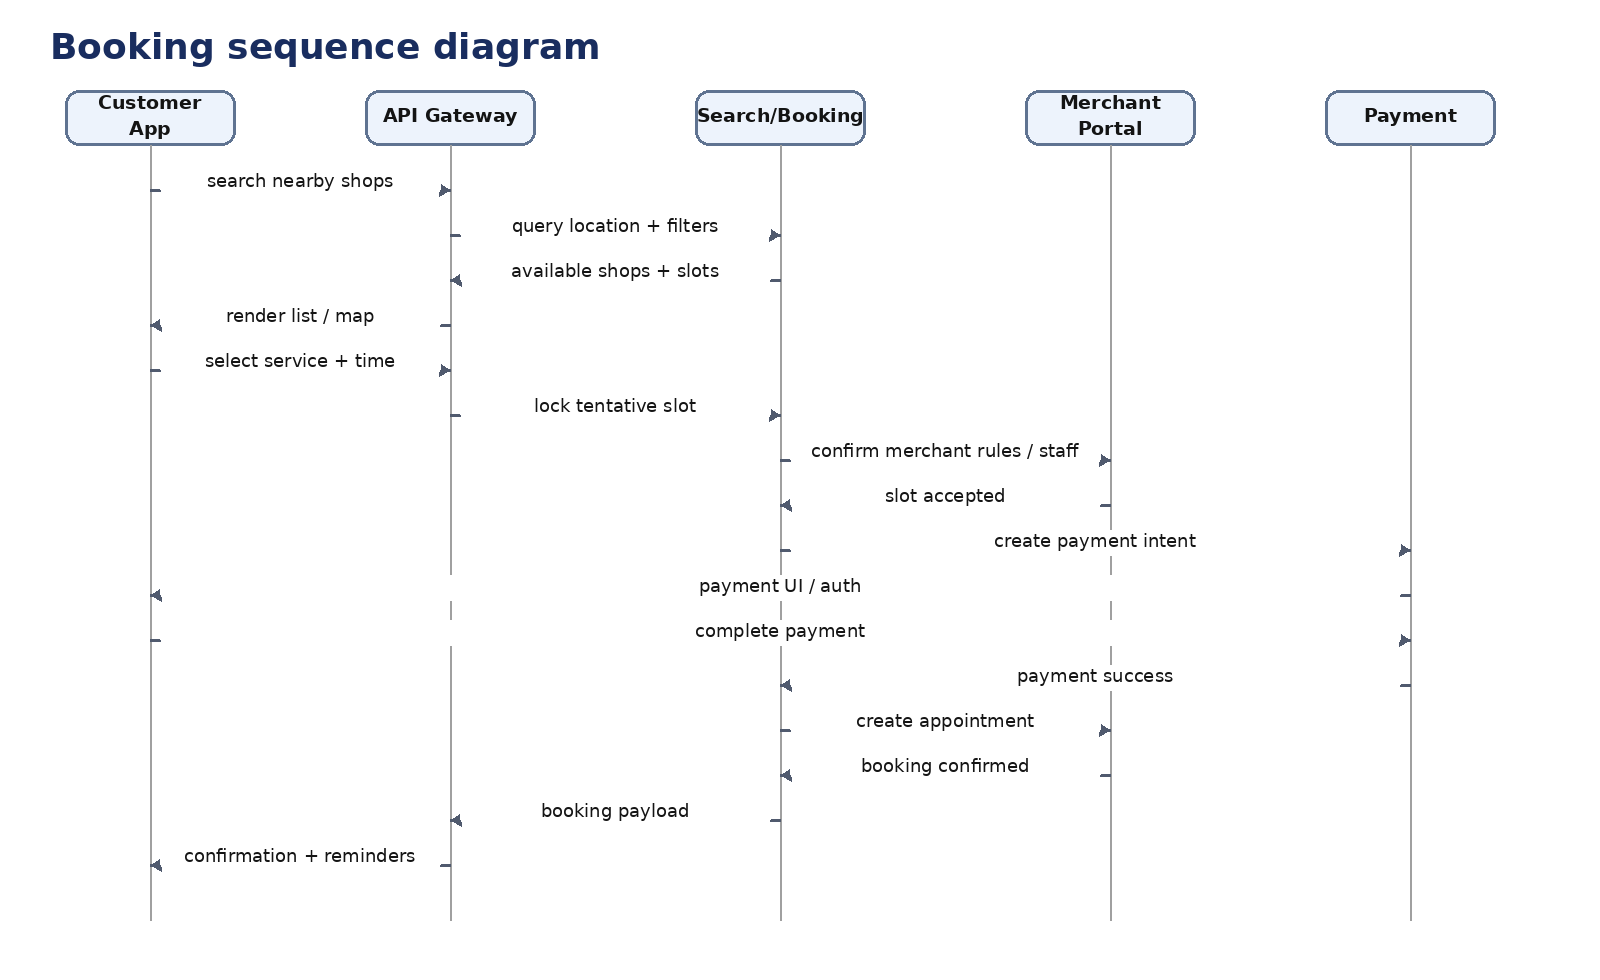 Booking sequence diagram
Customer
App
API Gateway
Search/Booking
Merchant
Portal
Payment
search nearby shops
query location + filters
available shops + slots
render list / map
select service + time
lock tentative slot
confirm merchant rules / staff
slot accepted
create payment intent
payment UI / auth
complete payment
payment success
create appointment
booking confirmed
booking payload
confirmation + reminders